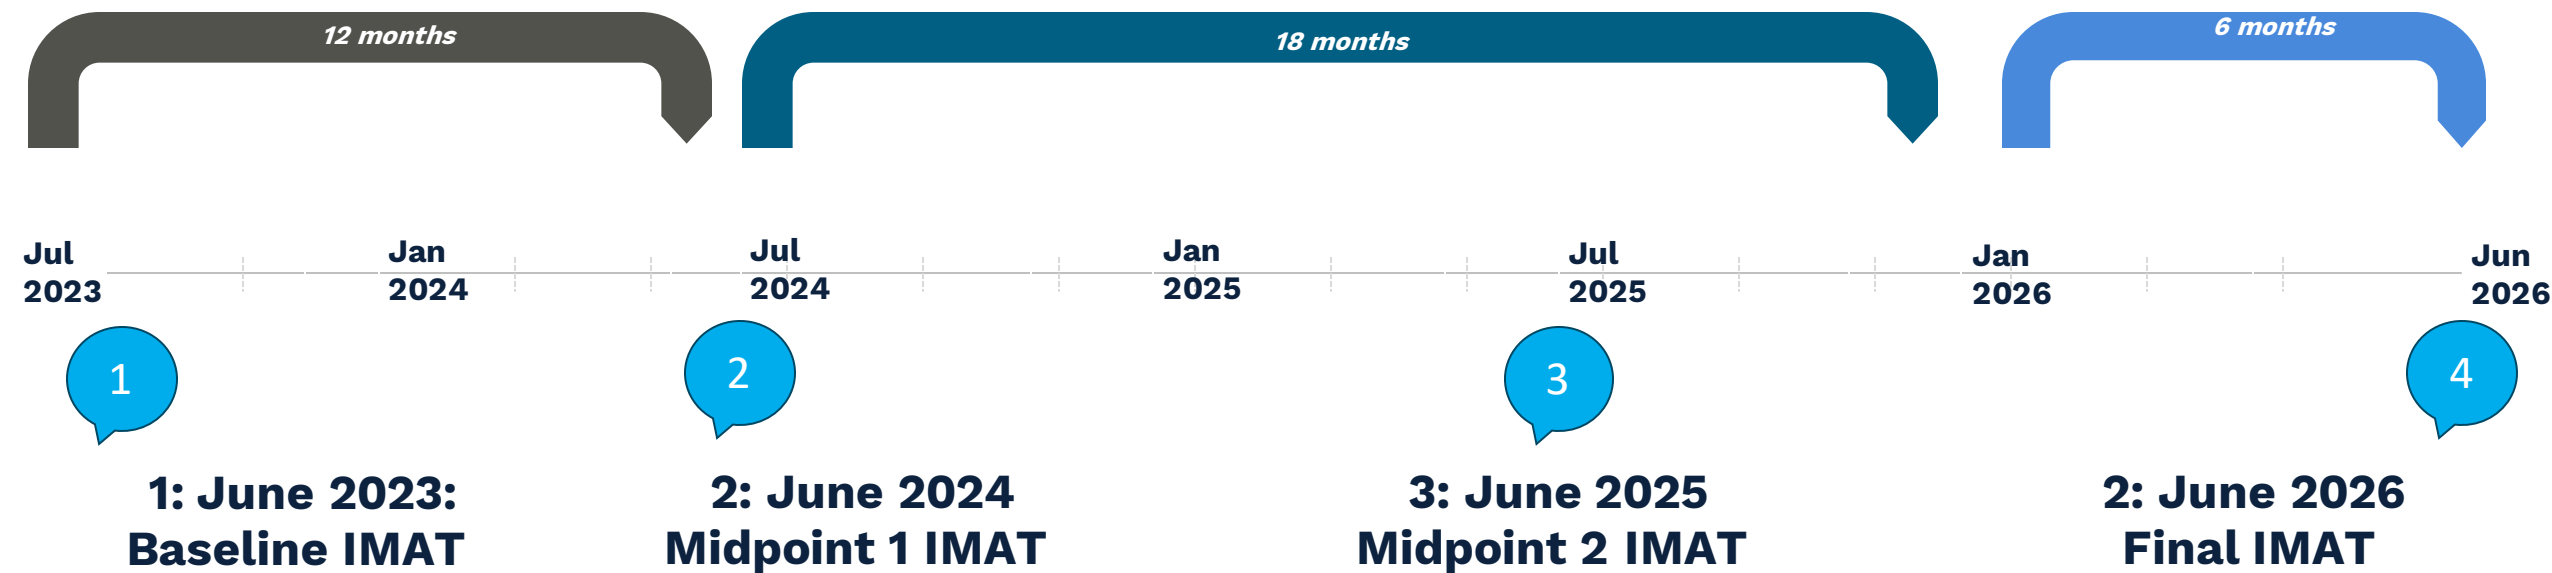 12 months
18 months
6 months
Jul
2023
Jan
2024
Jul
2024
Jan
2025
Jul
2025
Jan
2026
Jun
2026
1
2
3
4
1: June 2023:
Baseline IMAT
2: June 2024
Midpoint 1 IMAT
3: June 2025
Midpoint 2 IMAT
2: June 2026
Final IMAT